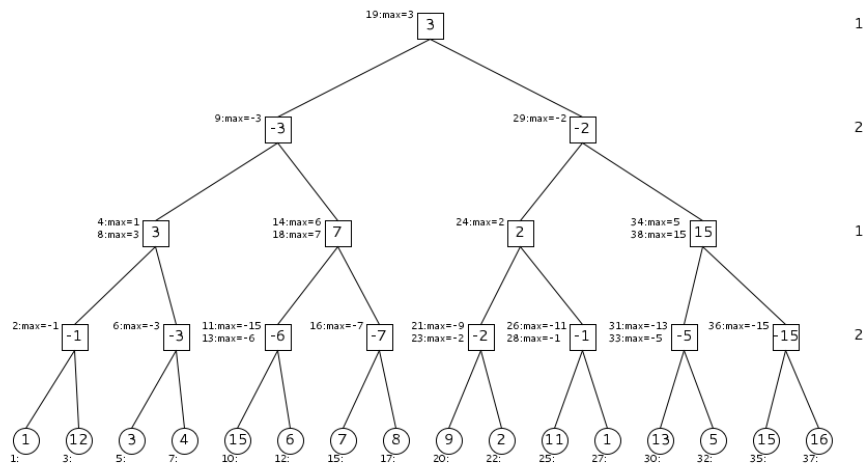 19:max=3
3
1
9:max=-3
-3
29:max=-2
-2
2
4:max=1
8:max=3
3
14:max=6
18:max=7
7
24:max=2
2
34:max=5
38:max=15
15
1
2:max=-1
-1
6:max=-3
-3
11:max=-15
13:max=-6
-6
16:max=-7
-7
21:max=-9
23:max=-2
-2
26:max=-11
28:max=-1
-1
31:max=-13
33:max=-5
-5
36:max=-15
-15
2
1 12 3 4 15 6 7 8 9 2 11 1 13 5 15 16
1: 3: 5: 7: 10: 12: 15: 17: 20: 22: 25: 27: 30: 32: 35: 37: